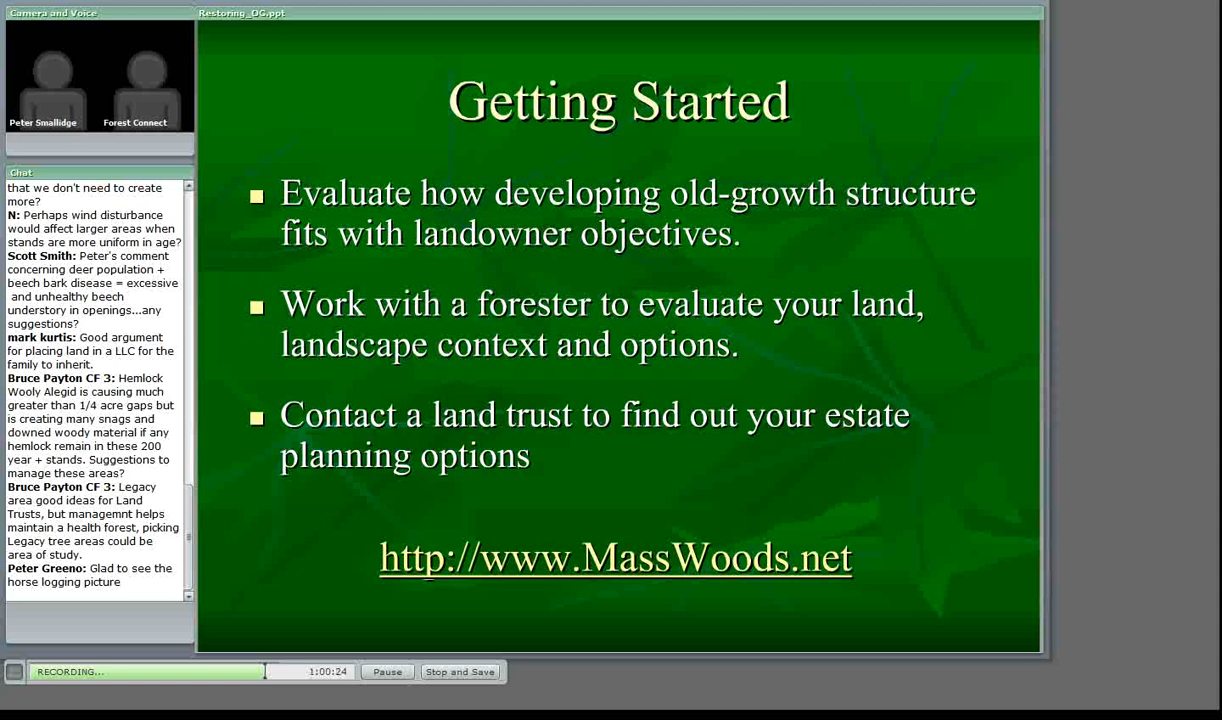 Camera and Voice
Restoring_OG.ppt
Peter Smallidge
Forest Connect
Chat
that we don't need to create
more?
N: Perhaps wind disturbance
would affect larger areas when
stands are more uniform in age?
Scott Smith: Peter's comment
concerning deer population +
beech bark disease = excessive
and unhealthy beech
understory in openings...any
suggestions?
mark kurtis: Good argument
for placing land in a LLC for the
family to inherit.
Bruce Payton CF 3: Hemlock
Wooly Alegid is causing much
greater than 1/4 acre gaps but
is creating many snags and
downed woody material if any
hemlock remain in these 200
year + stands. Suggestions to
manage these areas?
Bruce Payton CF 3: Legacy
area good ideas for Land
Trusts, but managemnt helps
maintain a health forest, picking
Legacy tree areas could be
area of study.
Peter Greeno: Glad to see the
horse logging picture
Getting Started
Evaluate how developing old-growth structure
fits with landowner objectives.
Work with a forester to evaluate your land,
landscape context and options.
Contact a land trust to find out your estate
planning options
http://www.MassWoods.net
RECORDING...
1:00:24
Pause
Stop and Save